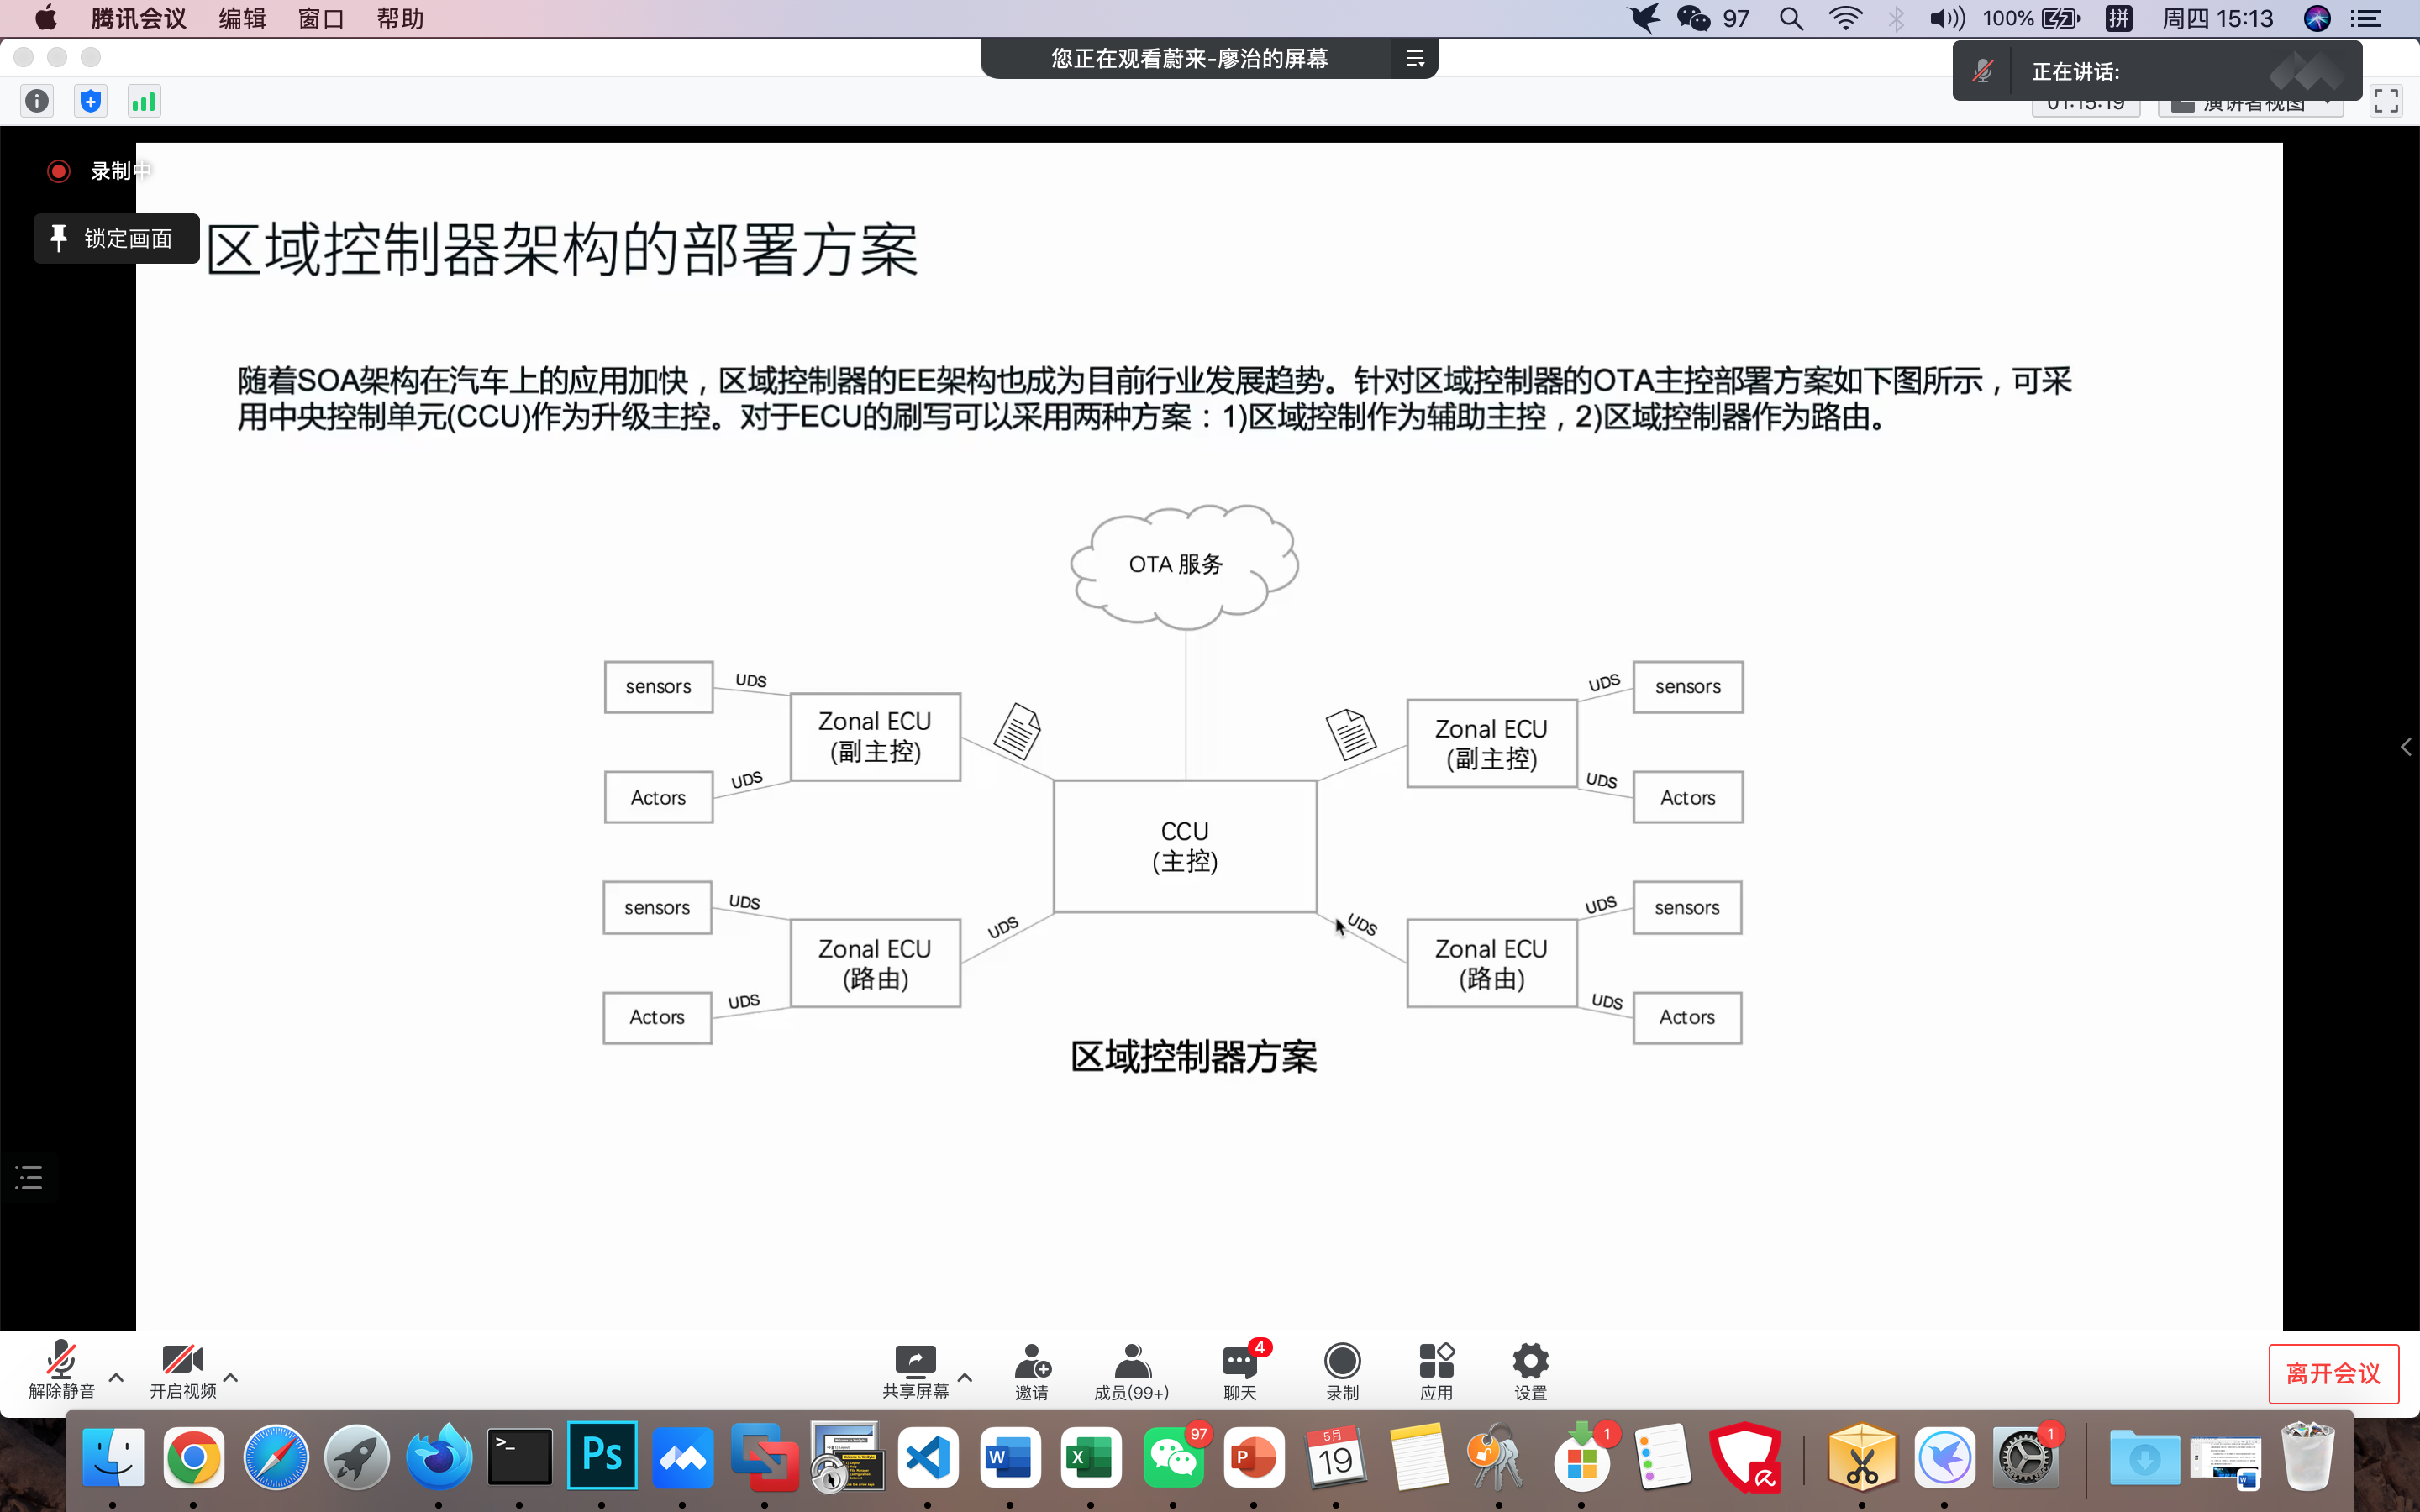 腾讯会议 编辑 窗口 帮助
97 100% 拼 周四 15:13
您正在观看蔚来-廖治的屏幕
正在讲话:
01:15:19 演讲者视图
录制中
锁定画面
区域控制器架构的部署方案
随着SOA架构在汽车上的应用加快，区域控制器的EE架构也成为目前行业发展趋势。针对区域控制器的OTA主控部署方案如下图所示，可采
用中央控制单元(CCU)作为升级主控。对于ECU的刷写可以采用两种方案：1)区域控制作为辅助主控，2)区域控制器作为路由。
OTA 服务
sensors UDS
Zonal ECU
(副主控)
Actors UDS
Zonal ECU
(副主控)
UDS sensors
UDS Actors
CCU
(主控)
sensors UDS
Zonal ECU
(路由)
UDS
Actors UDS
UDS
Zonal ECU
(路由)
UDS sensors
UDS Actors
区域控制器方案
解除静音 开启视频 共享屏幕 邀请 成员(99+) 聊天 4 录制 应用 设置 离开会议
>_ Ps W X 97 P 5月 19 1 1